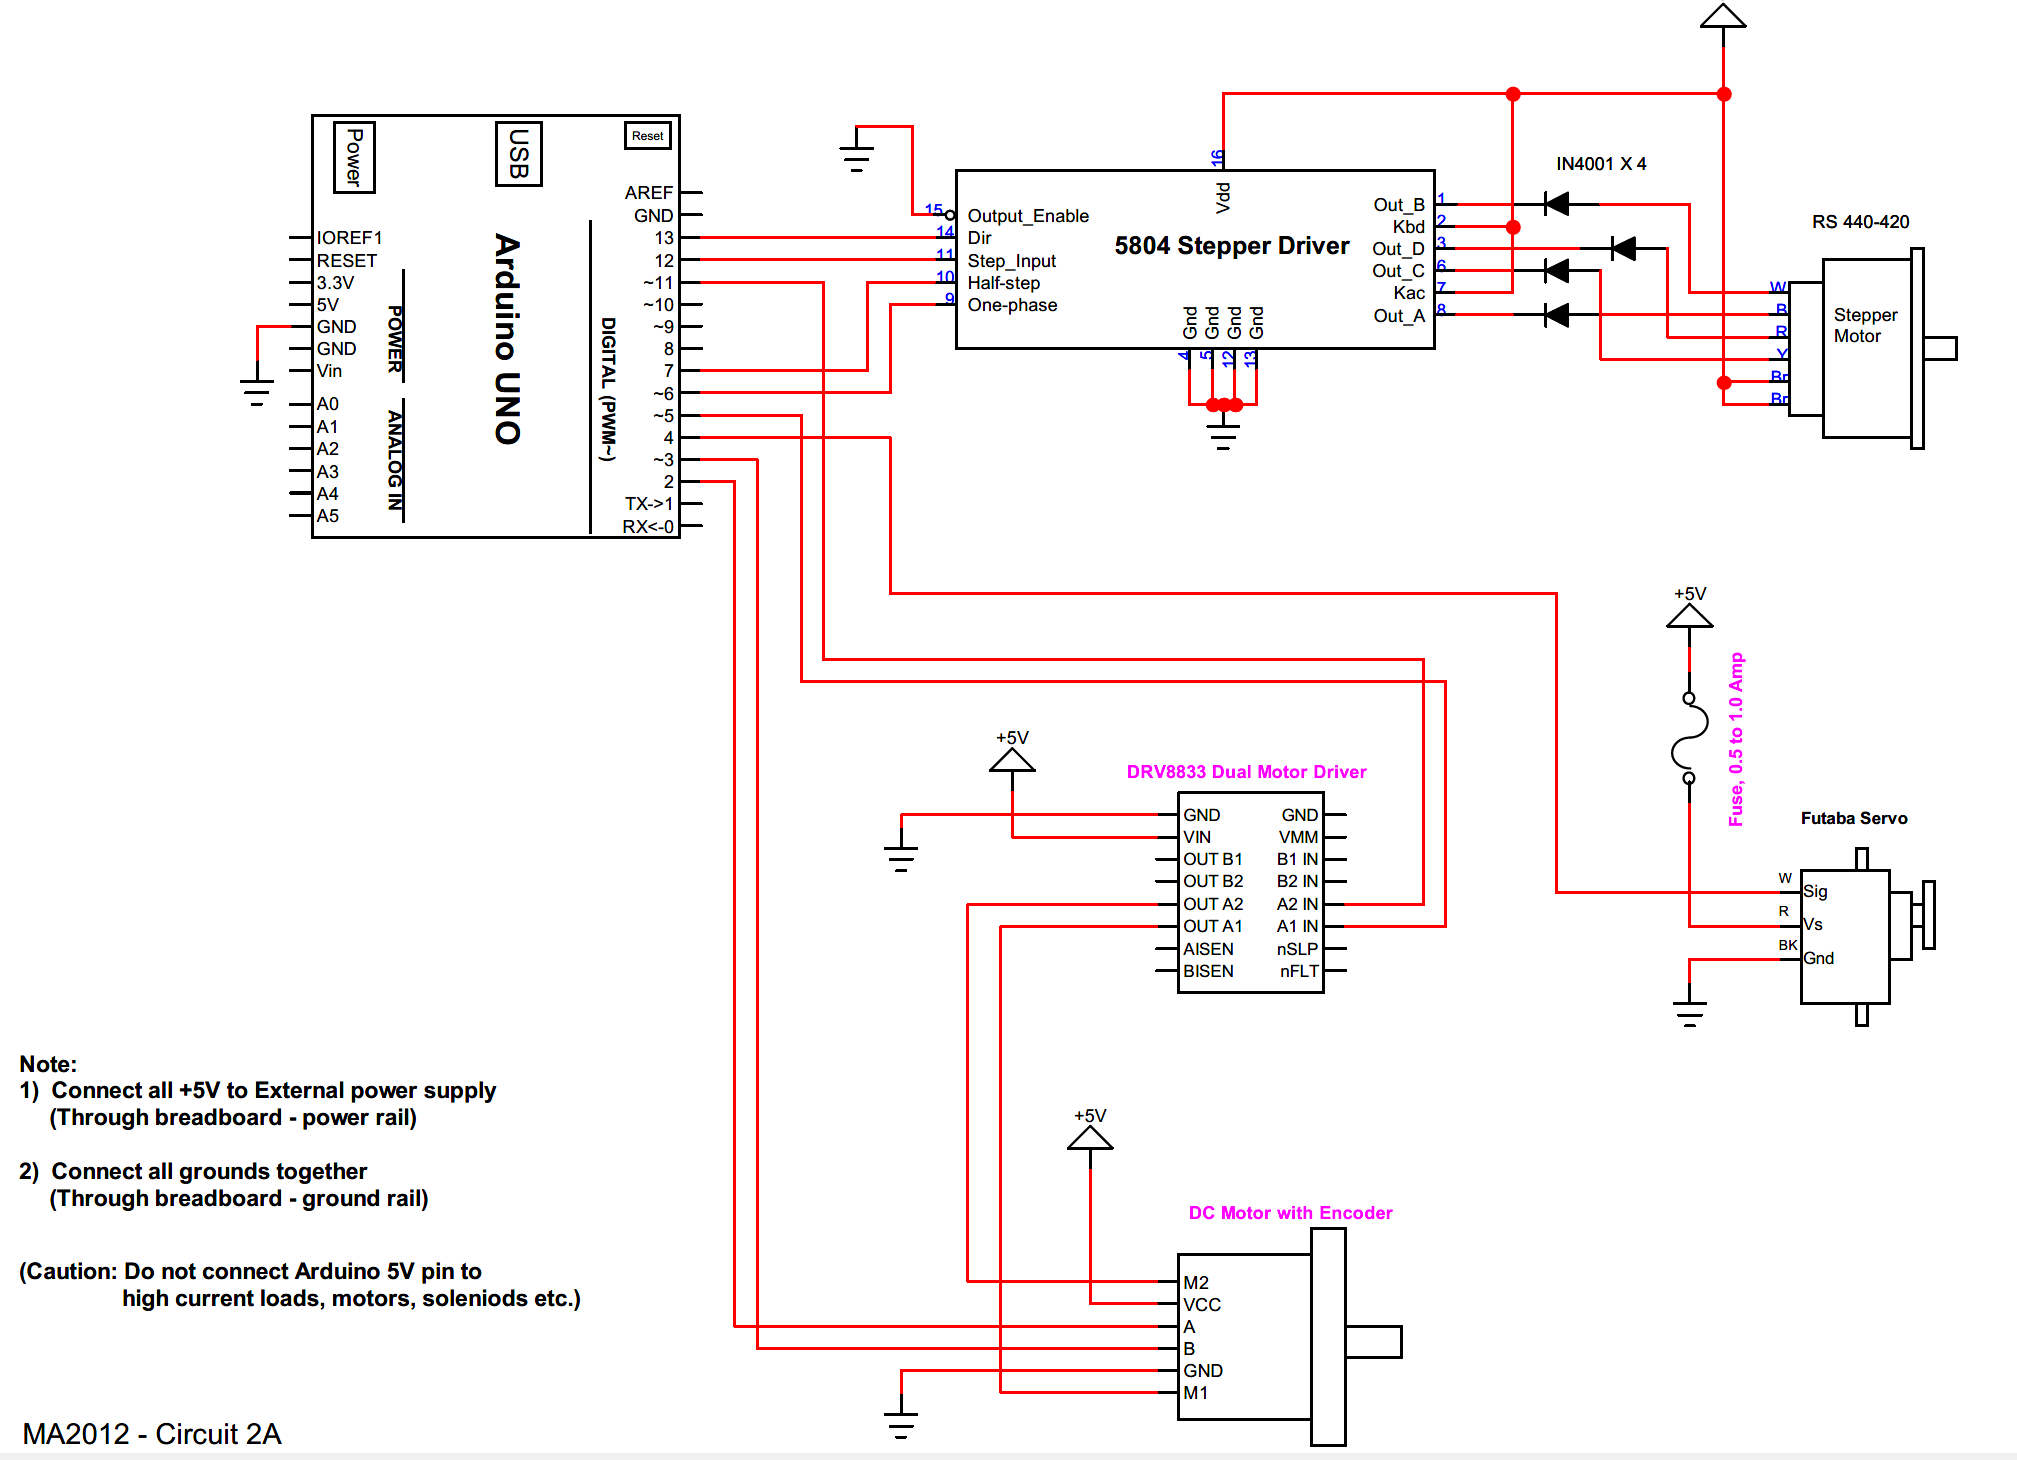 Power
USB
Reset
AREF
GND
IOREF1
RESET
3.3V
5V
GND
GND
Vin
A0
A1
A2
A3
A4
A5
POWER
ANALOG IN
Arduino UNO
DIGITAL (PWM~)
13
12
~11
~10
~9
8
7
~6
~5
4
~3
2
TX->1
RX<-0
15
14
11
10
9
Output_Enable
Dir
Step_Input
Half-step
One-phase
16
Vdd
5804 Stepper Driver
Gnd
Gnd
Gnd
Gnd
4
5
12
13
Out_B
Kbd
Out_D
Out_C
Kac
Out_A
1
2
3
6
7
8
IN4001 X 4
RS 440-420
W
B
R
Y
Br
Br
Stepper
Motor
+5V
Fuse, 0.5 to 1.0 Amp
Futaba Servo
W
R
BK
Sig
Vs
Gnd
+5V
DRV8833 Dual Motor Driver
GND
VIN
OUT B1
OUT B2
OUT A2
OUT A1
AISEN
BISEN
GND
VMM
B1 IN
B2 IN
A2 IN
A1 IN
nSLP
nFLT
+5V
DC Motor with Encoder
M2
VCC
A
B
GND
M1
Note:
1) Connect all +5V to External power supply
(Through breadboard - power rail)
2) Connect all grounds together
(Through breadboard - ground rail)
(Caution: Do not connect Arduino 5V pin to
high current loads, motors, soleniods etc.)
MA2012 - Circuit 2A